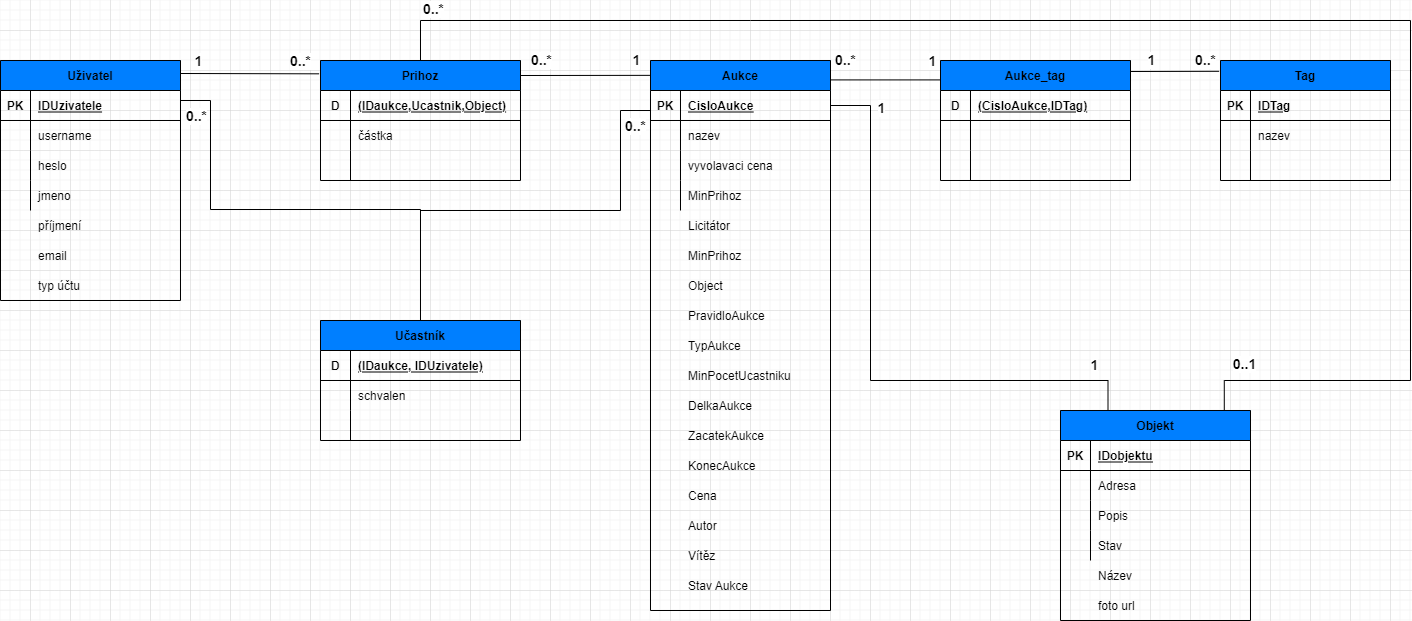 0..*
1
0..*
0..*
1
0..*
1
1
0..*
Uživatel
PK
IDUzivatele
username
heslo
jmeno
příjmení
email
typ účtu
0..*
Prihoz
D
(IDaukce,Ucastnik,Object)
částka
0..*
Aukce
PK
CisloAukce
nazev
vyvolavaci cena
MinPrihoz
Licitátor
MinPrihoz
Object
PravidloAukce
TypAukce
MinPocetUcastniku
DelkaAukce
ZacatekAukce
KonecAukce
Cena
Autor
Vítěz
Stav Aukce
1
Aukce_tag
D
(CisloAukce,IDTag)
Tag
PK
IDTag
nazev
Učastník
D
(IDaukce, IDUzivatele)
schvalen
1
0..1
Objekt
PK
IDobjektu
Adresa
Popis
Stav
Název
foto url